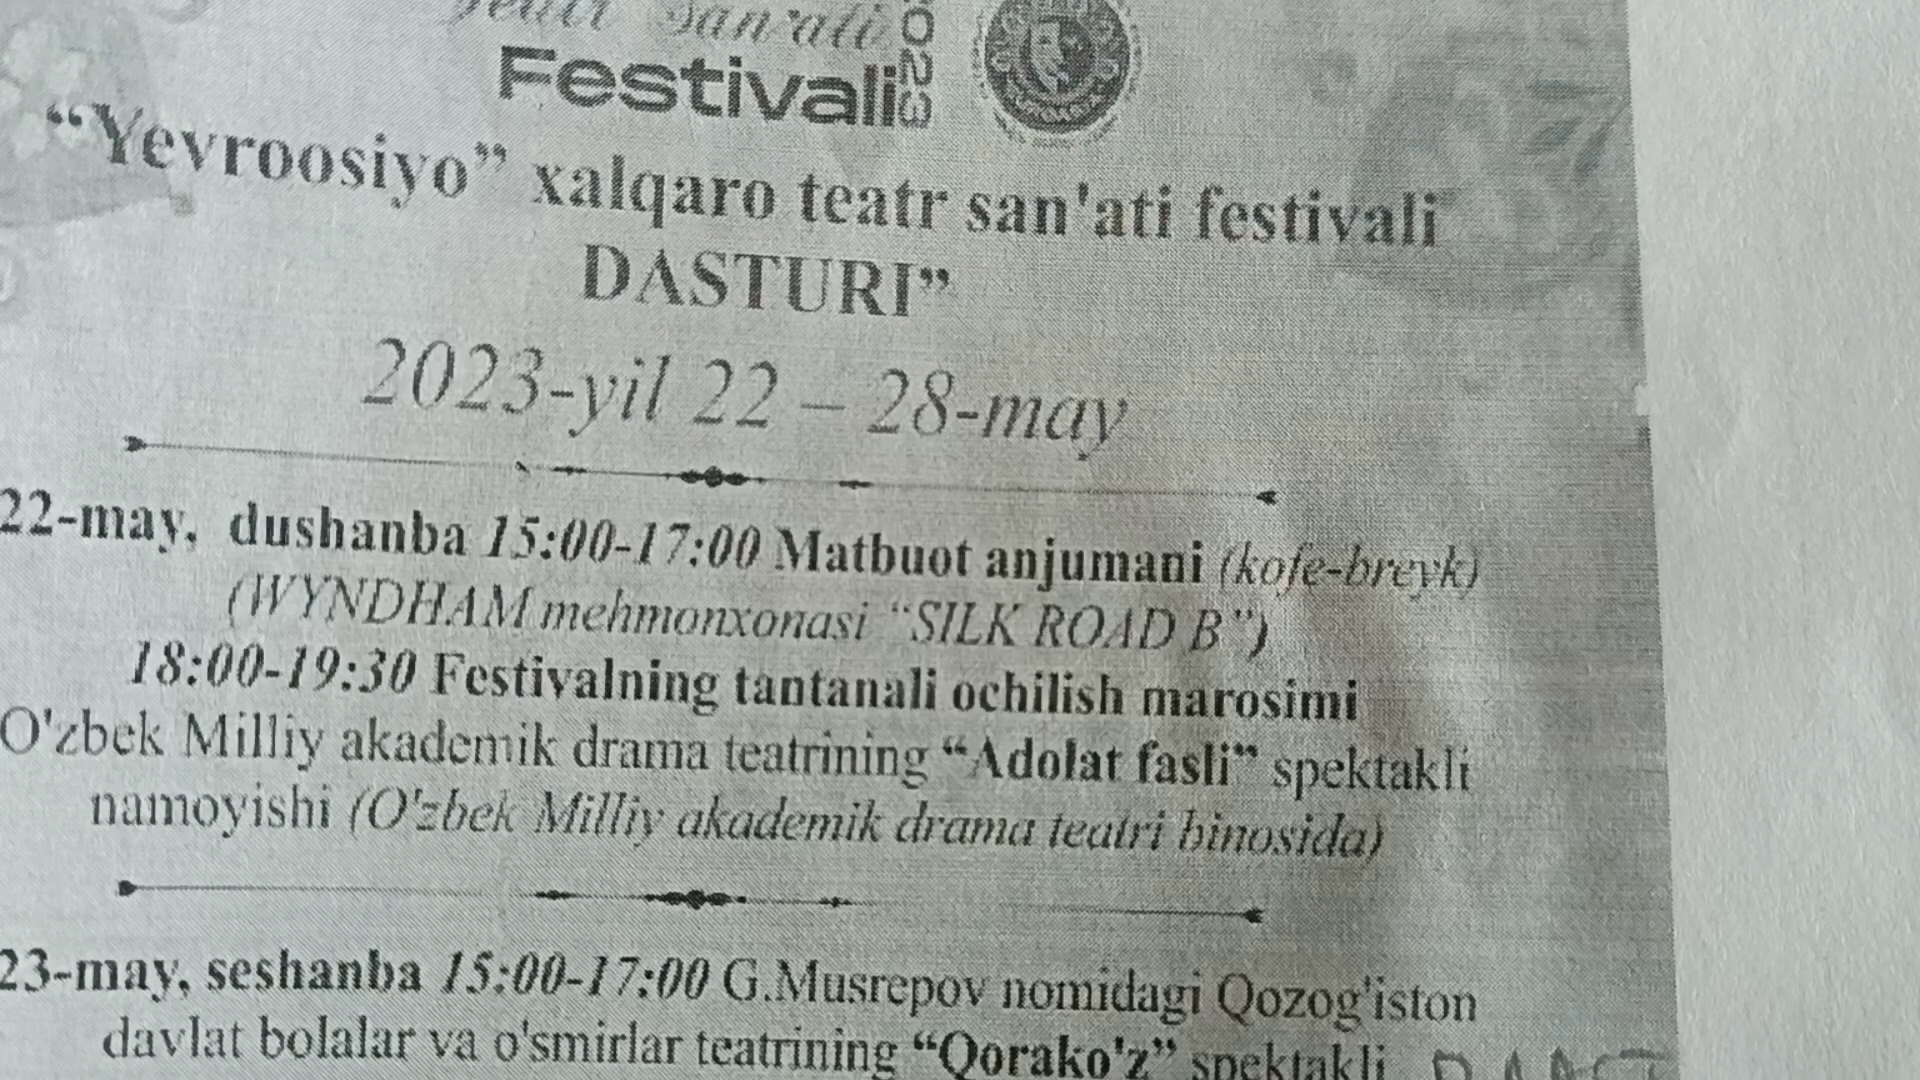 San'ati
Festivali
2023
“Yevroosiyo” xalqaro teatr san'ati festivali
DASTURI”
2023-yil 22 – 28-may
22-may, dushanba 15:00-17:00 Matbuot anjumani (kofe-breyk)
(WYNDHAM mehmonxonasi “SILK ROAD B”)
18:00-19:30 Festivalning tantanali ochilish marosimi
O'zbek Milliy akademik drama teatrining “Adolat fasli” spektakli
namoyishi (O'zbek Milliy akademik drama teatri binosida)
23-may, seshanba 15:00-17:00 G.Musrepov nomidagi Qozog'iston
davlat bolalar va o'smirlar teatrining “Qorako'z” spektakli